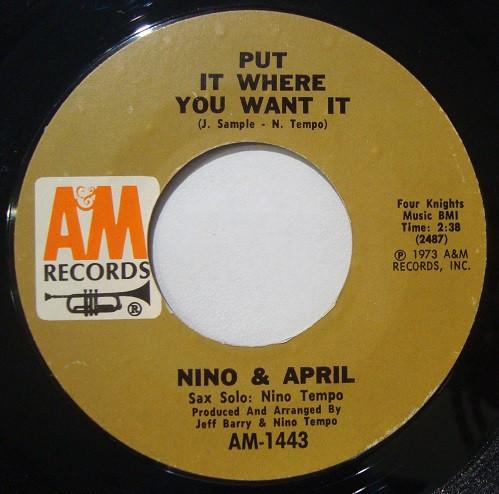 PUT
IT WHERE
YOU WANT IT
(J. Sample - N. Tempo)
A&M
RECORDS
®
Four Knights
Music BMI
Time: 2:38
(2487)
℗ 1973 A&M
RECORDS, INC.
NINO & APRIL
Sax Solo: Nino Tempo
Produced And Arranged By
Jeff Barry & Nino Tempo
AM-1443